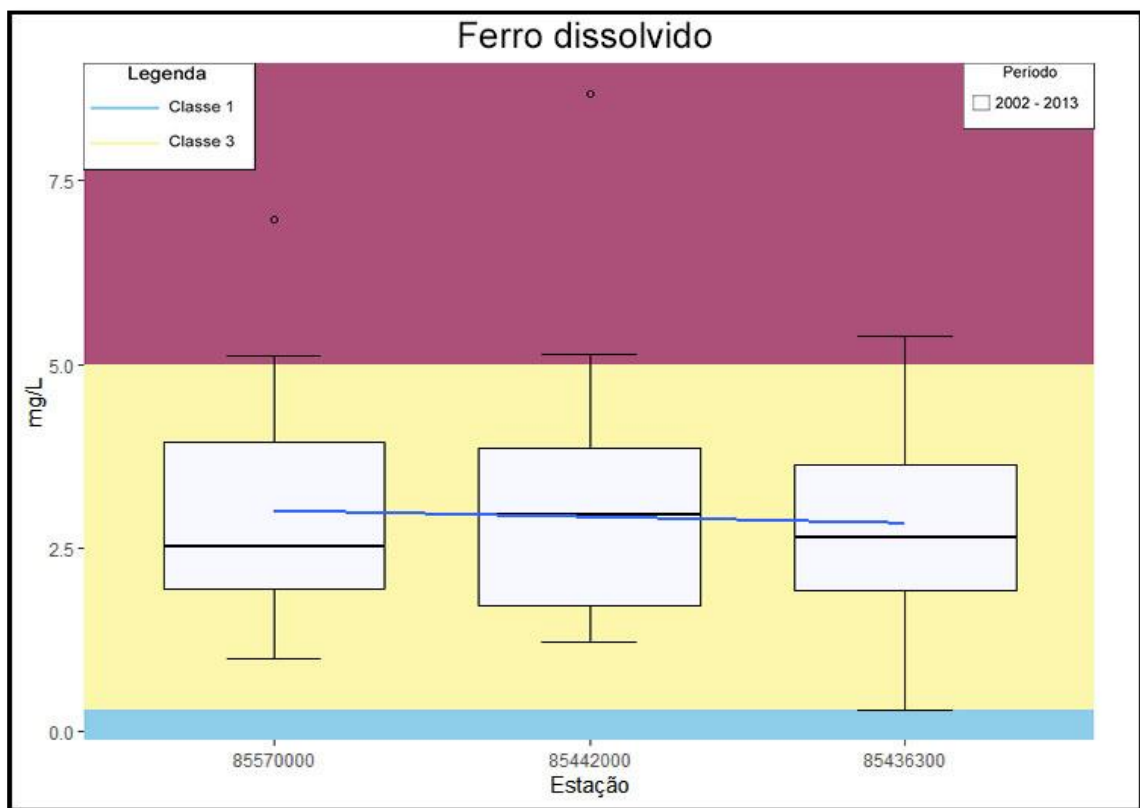 Ferro dissolvido
Legenda
Classe 1
Classe 3
Período
2002 - 2013
7.5
5.0
2.5
0.0
mg/L
85570000
85442000
85436300
Estação